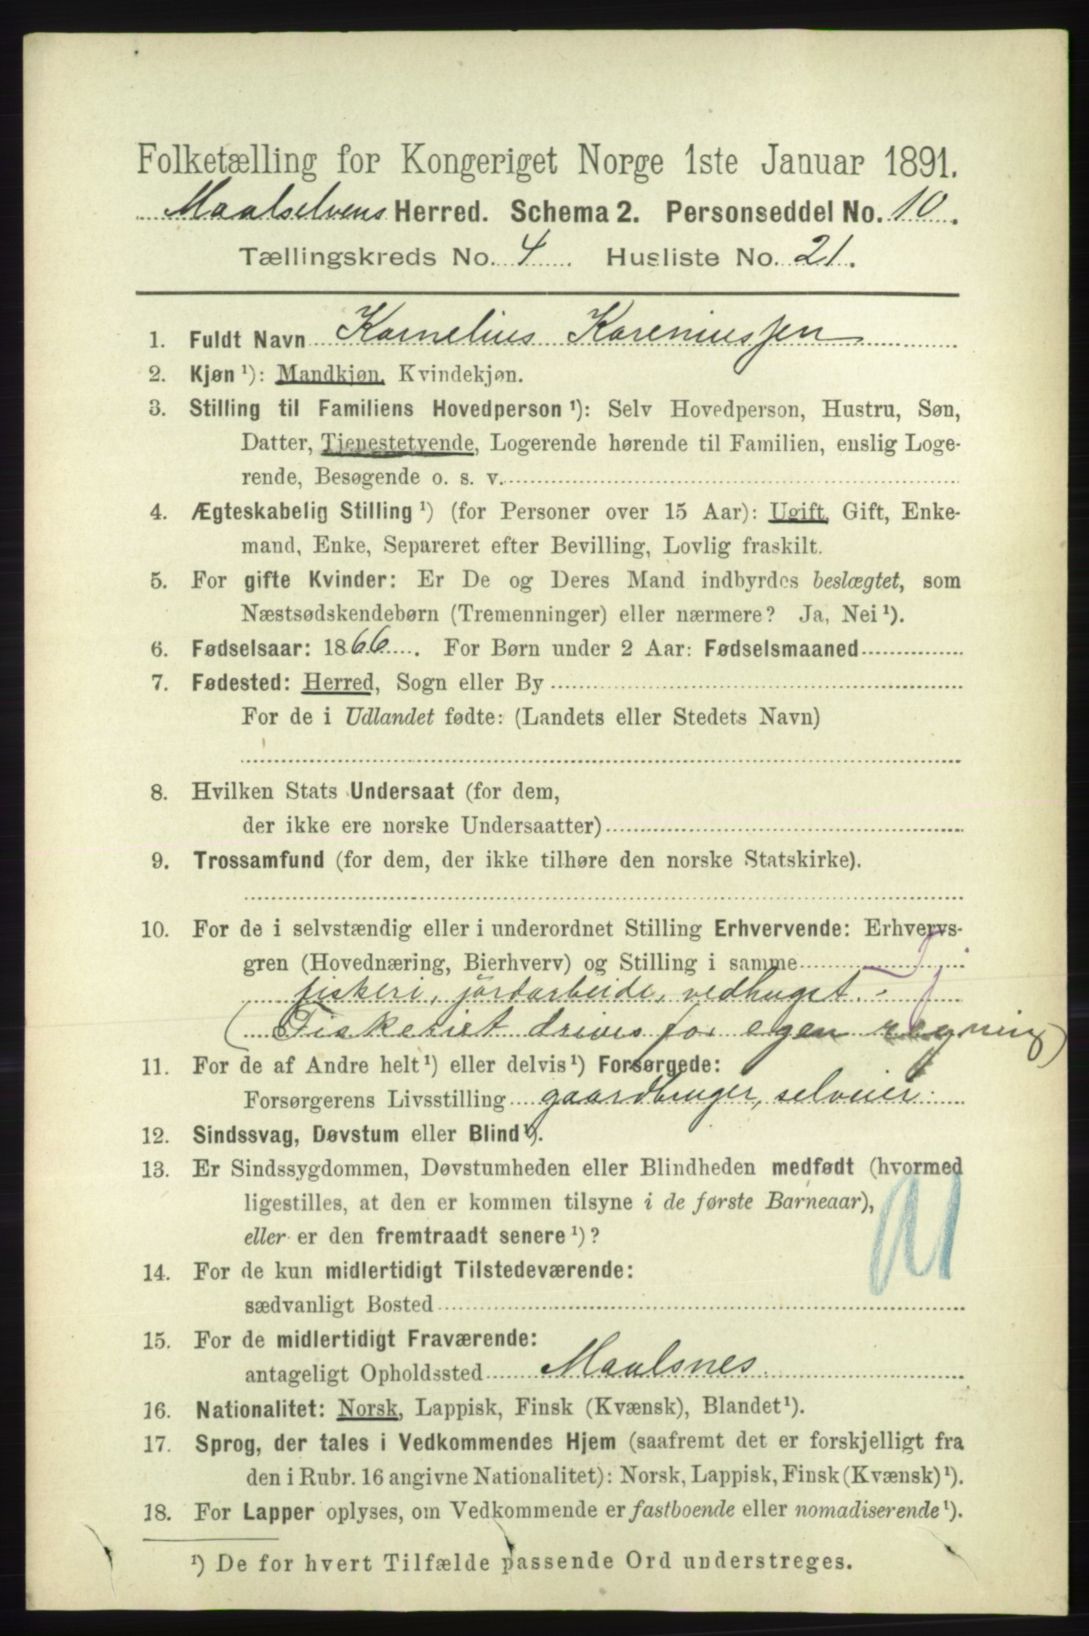 Folketælling for Kongeriget Norge 1ste Januar 1891.
Maalselvens Herred. Schema 2. Personseddel No. 10.
Tællingskreds No. 4. Husliste No. 21.
1. Fuldt Navn Kornelius Koreniussen
2. Kjøn ¹): Mandkjøn, Kvindekjøn.
3. Stilling til Familiens Hovedperson ¹): Selv Hovedperson, Hustru, Søn,
Datter, Tjenestetyende, Logerende hørende til Familien, enslig Loge-
rende, Besøgende o. s. v.
4. Ægteskabelig Stilling ¹) (for Personer over 15 Aar): Ugift, Gift, Enke-
mand, Enke, Separeret efter Bevilling, Lovlig fraskilt.
5. For gifte Kvinder: Er De og Deres Mand indbyrdes beslægtet, som
Næstsødskendebørn (Tremenninger) eller nærmere? Ja, Nei ¹).
6. Fødselsaar: 1866. For Børn under 2 Aar: Fødselsmaaned
7. Fødested: Herred, Sogn eller By
For de i Udlandet fødte: (Landets eller Stedets Navn)
8. Hvilken Stats Undersaat (for dem,
der ikke ere norske Undersaatter)
9. Trossamfund (for dem, der ikke tilhøre den norske Statskirke).
10. For de i selvstændig eller i underordnet Stilling Erhvervende: Erhvervs-
gren (Hovednæring, Bierhverv) og Stilling i samme
fiskeri, jordarbeide, vedhugst. -
(Fiskeriet drives for egen regning)
11. For de af Andre helt ¹) eller delvis ¹) Forsørgede:
Forsørgerens Livsstilling gaardbruger, selveier.
12. Sindssvag, Døvstum eller Blind ¹).
13. Er Sindssygdommen, Døvstumheden eller Blindheden medfødt (hvormed
ligestilles, at den er kommen tilsyne i de første Barneaar),
eller er den fremtraadt senere ¹)?
14. For de kun midlertidigt Tilstedeværende:
sædvanligt Bosted
15. For de midlertidigt Fraværende:
antageligt Opholdssted Maalsnes.
16. Nationalitet: Norsk, Lappisk, Finsk (Kvænsk), Blandet ¹).
17. Sprog, der tales i Vedkommendes Hjem (saafremt det er forskjelligt fra
den i Rubr. 16 angivne Nationalitet): Norsk, Lappisk, Finsk (Kvænsk) ¹).
18. For Lapper oplyses, om Vedkommende er fastboende eller nomadiserende ¹).
¹) De for hvert Tilfælde passende Ord understreges.